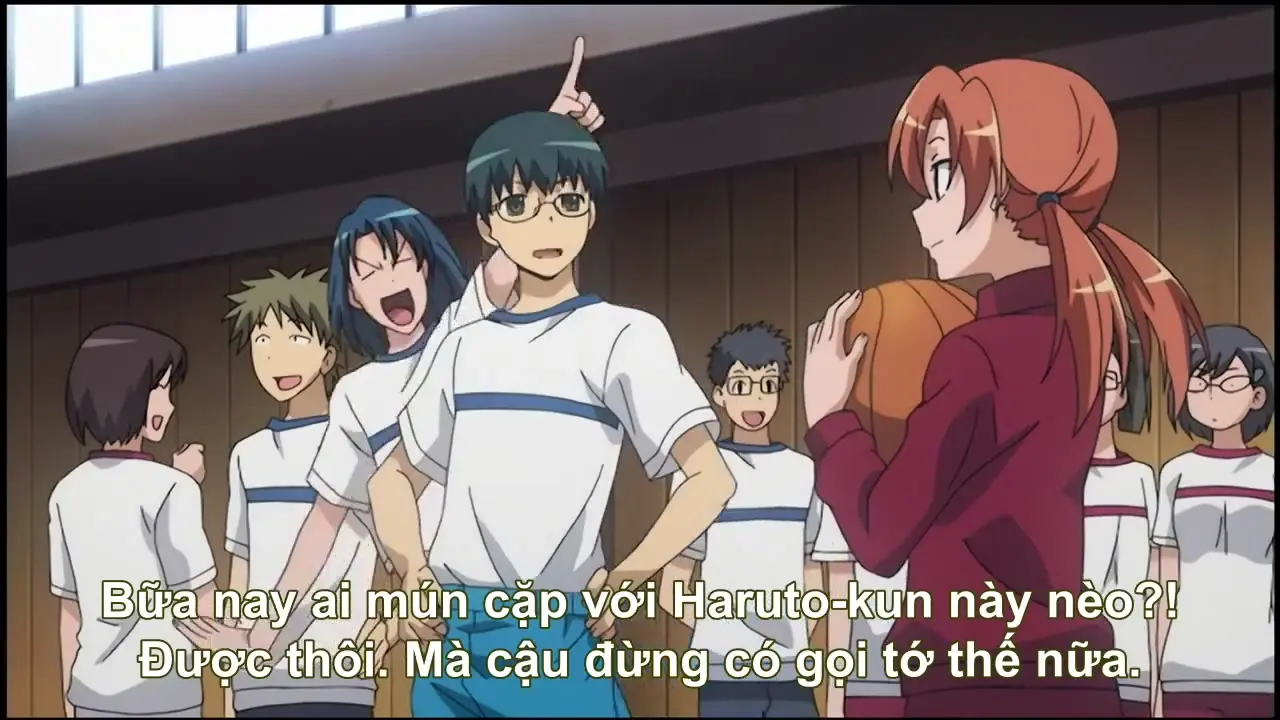 Bữa nay ai mún cặp với Haruto-kun này nèo?!
Được thôi. Mà cậu đừng có gọi tớ thế nữa.